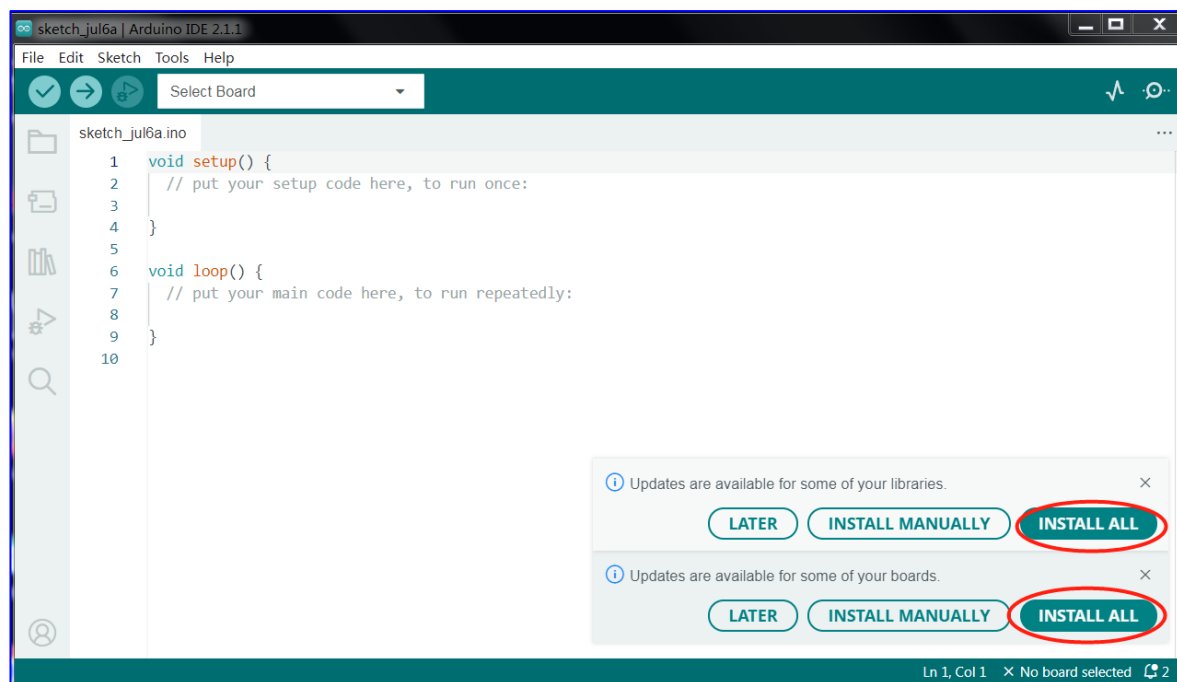 sketch_jul6a | Arduino IDE 2.1.1
File Edit Sketch Tools Help
Select Board
sketch_jul6a.ino
1 void setup() {
2 // put your setup code here, to run once:
3
4 }
5
6 void loop() {
7 // put your main code here, to run repeatedly:
8
9 }
10
Updates are available for some of your libraries.
LATER INSTALL MANUALLY INSTALL ALL
Updates are available for some of your boards.
LATER INSTALL MANUALLY INSTALL ALL
Ln 1, Col 1 × No board selected 2